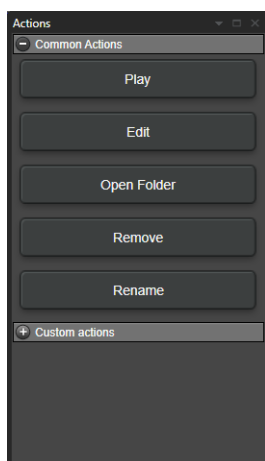 Actions
Common Actions
Play
Edit
Open Folder
Remove
Rename
Custom actions